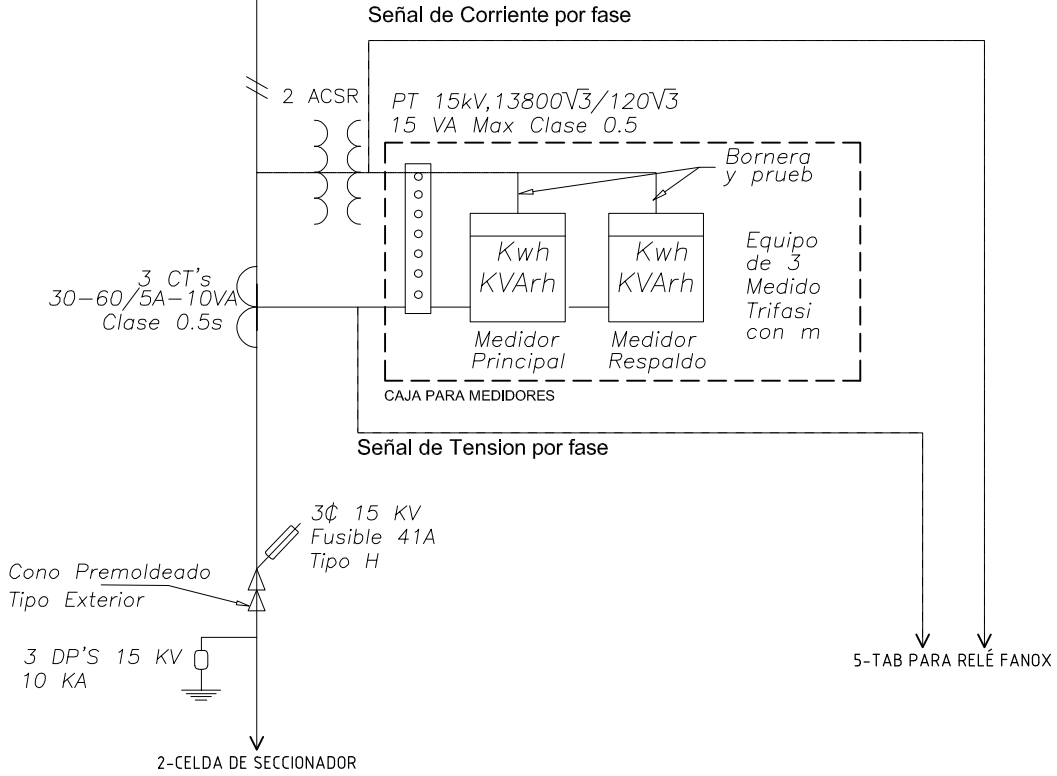 Señal de Corriente por fase
2 ACSR
PT 15kV,13800√3/120√3
15 VA Max Clase 0.5
Bornera
y prueb
Kwh
KVArh
Kwh
KVArh
Equipo
de 3
Medido
Trifasi
con m
3 CT's
30-60/5A-10VA
Clase 0.5s
Medidor
Principal
Medidor
Respaldo
CAJA PARA MEDIDORES
Señal de Tension por fase
3₵ 15 KV
Fusible 41A
Tipo H
Cono Premoldeado
Tipo Exterior
3 DP'S 15 KV
10 KA
5-TAB PARA RELÉ FANOX
2-CELDA DE SECCIONADOR